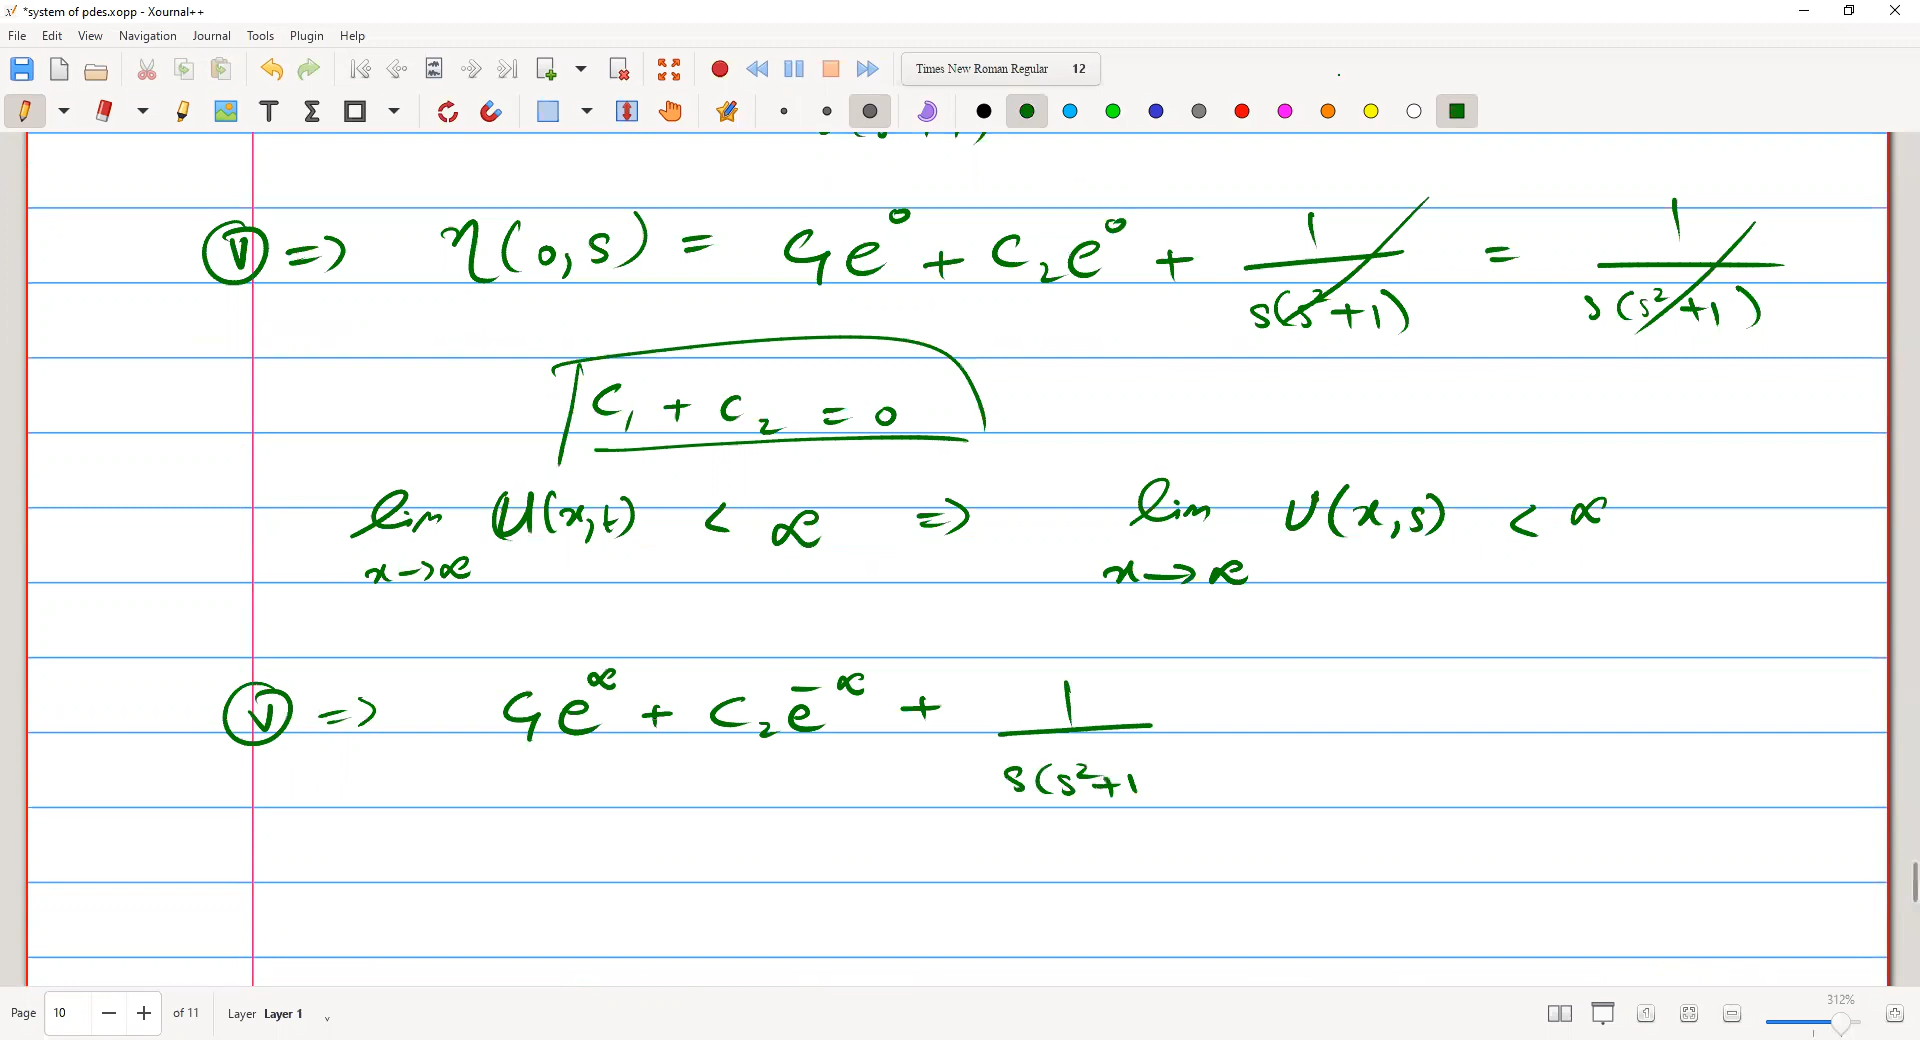 *system of pdes.xopp - Xournal++
File Edit View Navigation Journal Tools Plugin Help
Times New Roman Regular 12
Ⓥ => η(0,s) = C₁e⁰ + C₂e⁰ + 1/(s(s²+1)) = 1/(s(s²+1))
C₁ + C₂ = 0
lim x->∞ U(x,t) < ∞ => lim x->∞ U(x,s) < ∞
Ⓥ => C₁e^∞ + C₂e^-∞ + 1/(s(s²+1
Page 10 of 11 Layer Layer 1 312%